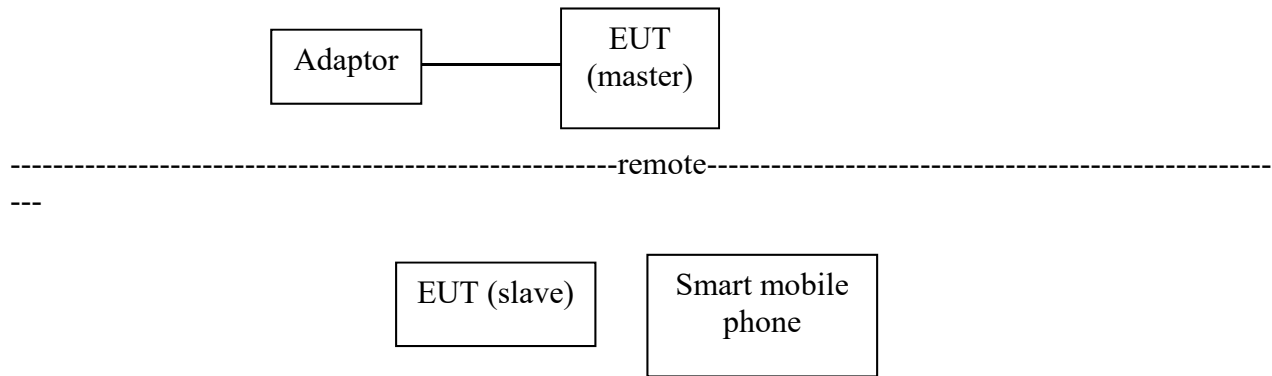 Adaptor
EUT
(master)
------------------------------------------------------------remote--------------------------------------------------------
---
EUT (slave)
Smart mobile
phone